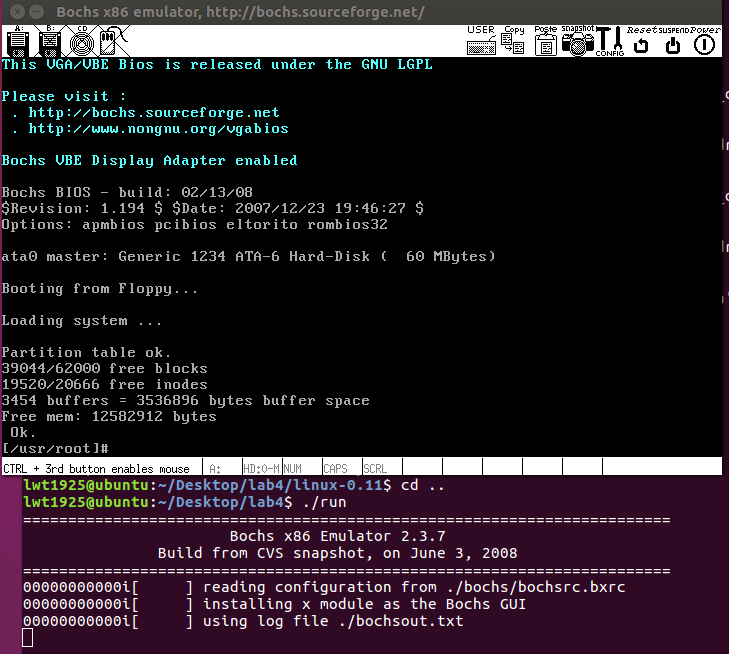 Bochs x86 emulator, http://bochs.sourceforge.net/
A: B: CD USER Copy Paste snapshot CONFIG Reset SUSPEND Power
This VGA/VBE Bios is released under the GNU LGPL
Please visit :
. http://bochs.sourceforge.net
. http://www.nongnu.org/vgabios
Bochs VBE Display Adapter enabled
Bochs BIOS - build: 02/13/08
$Revision: 1.194 $ $Date: 2007/12/23 19:46:27 $
Options: apmbios pcibios eltorito rombios32
ata0 master: Generic 1234 ATA-6 Hard-Disk (  60 MBytes)
Booting from Floppy...
Loading system ...
Partition table ok.
39044/62000 free blocks
19520/20666 free inodes
3454 buffers = 3536896 bytes buffer space
Free mem: 12582912 bytes
Ok.
[/usr/root]#
CTRL + 3rd button enables mouse A: HD:0-M NUM CAPS SCRL
lwt1925@ubuntu:~/Desktop/lab4/linux-0.11$ cd ..
lwt1925@ubuntu:~/Desktop/lab4$ ./run
========================================================================
Bochs x86 Emulator 2.3.7
Build from CVS snapshot, on June 3, 2008
========================================================================
00000000000i[     ] reading configuration from ./bochs/bochsrc.bxrc
00000000000i[     ] installing x module as the Bochs GUI
00000000000i[     ] using log file ./bochsout.txt